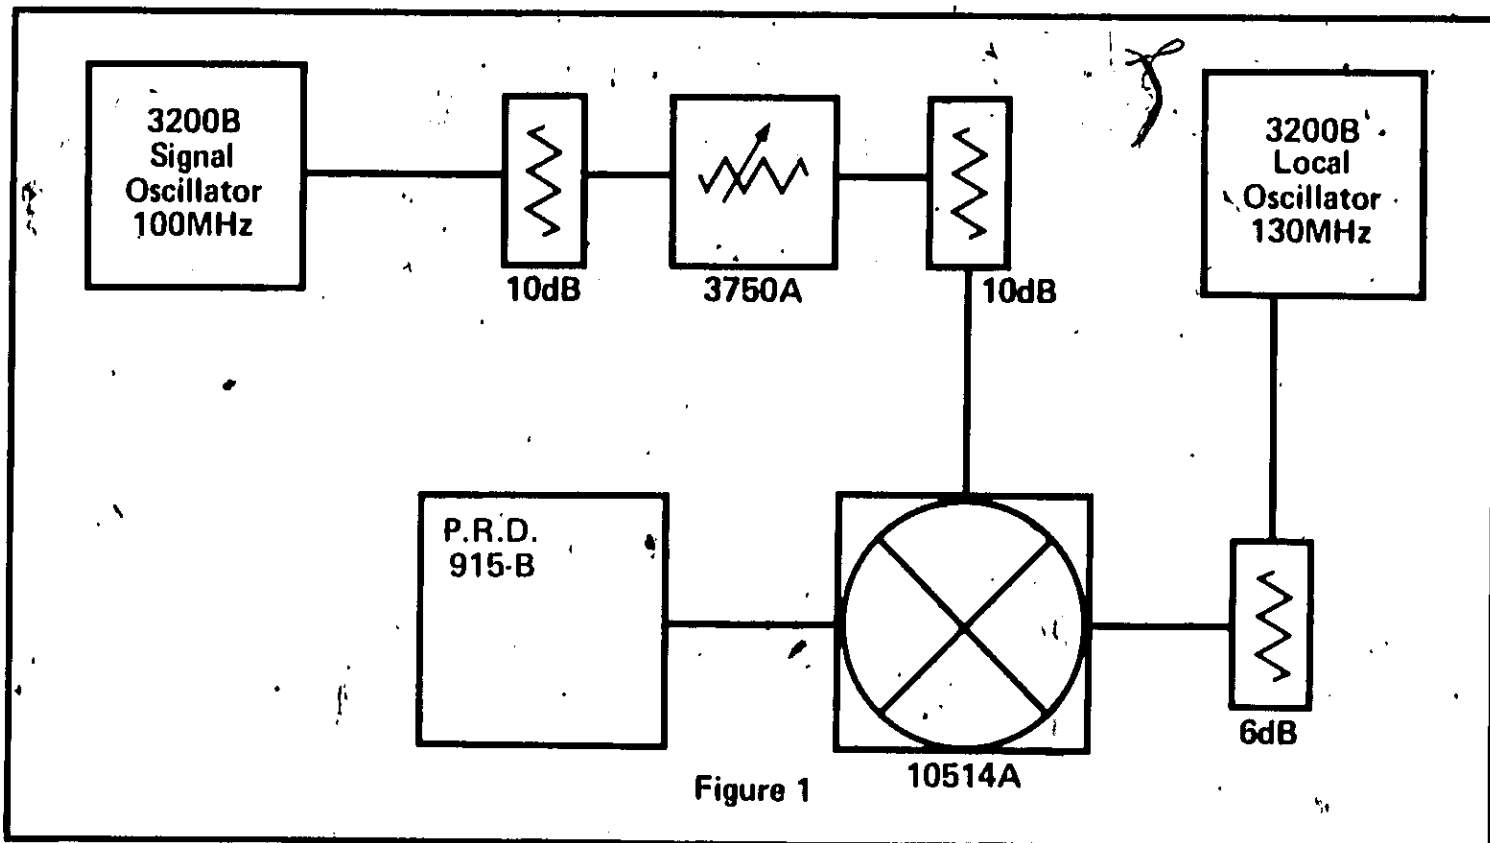 3200B
Signal
Oscillator
100MHz
10dB
3750A
10dB
3200B
Local
Oscillator
130MHz
P.R.D.
915-B
10514A
6dB
Figure 1